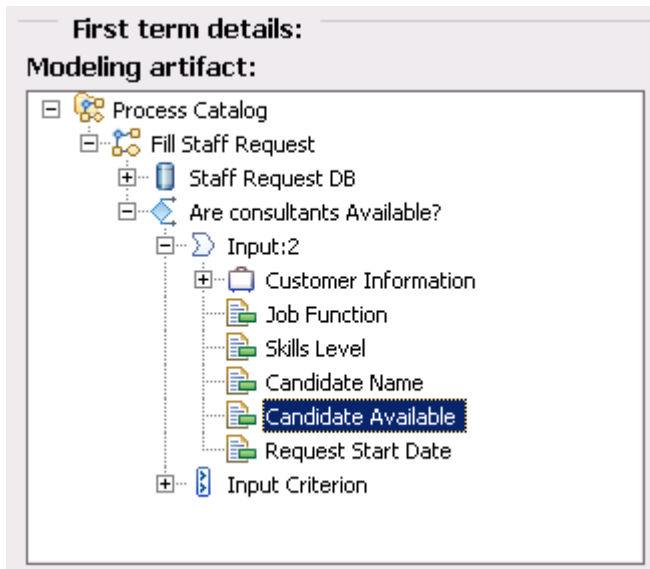 First term details:
Modeling artifact:
Process Catalog
Fill Staff Request
Staff Request DB
Are consultants Available?
Input:2
Customer Information
Job Function
Skills Level
Candidate Name
Candidate Available
Request Start Date
Input Criterion